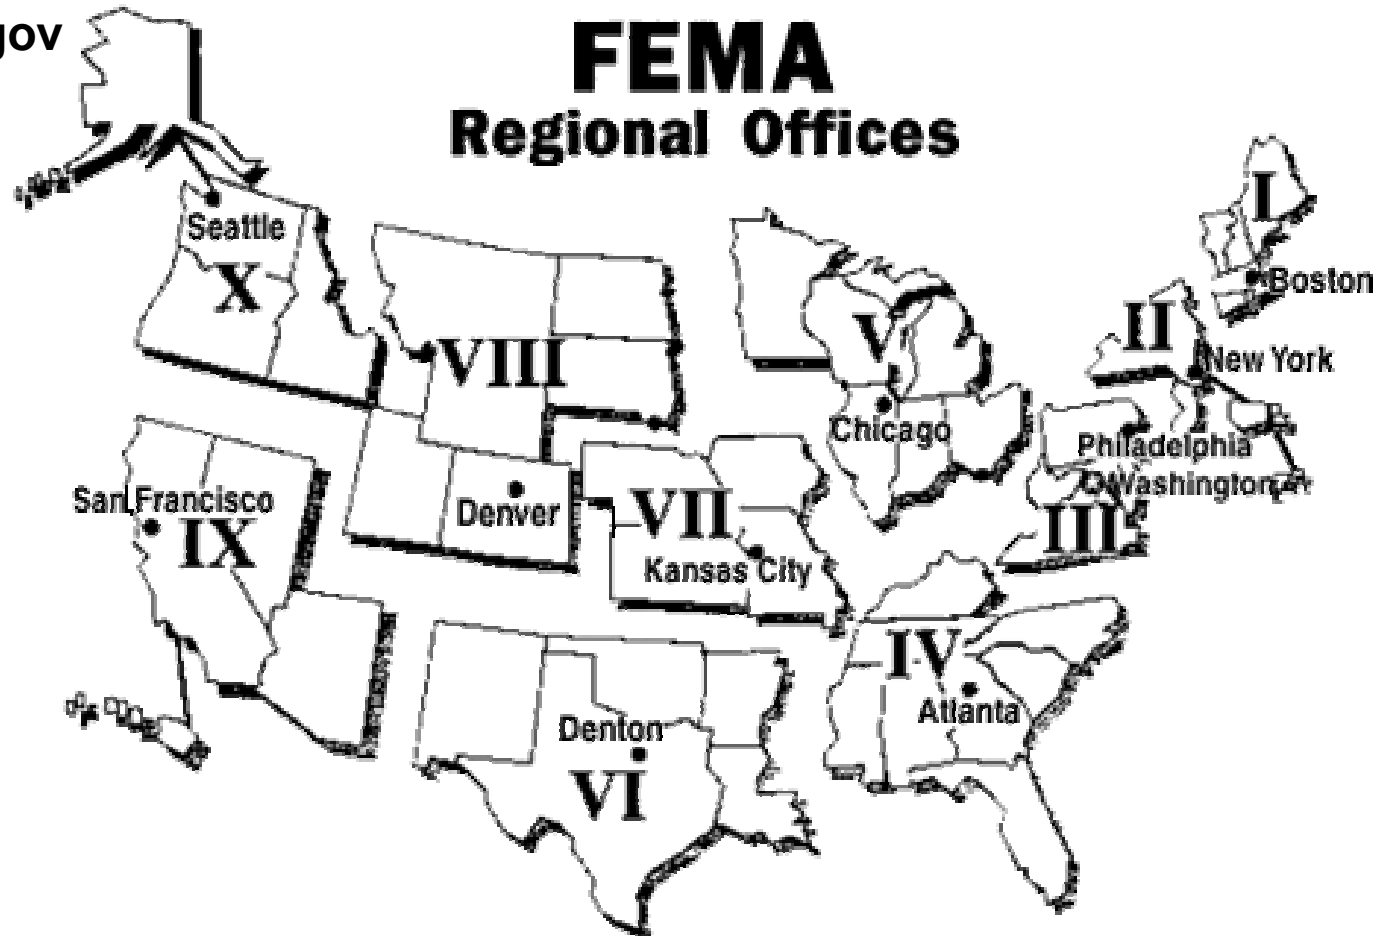 gov
FEMA
Regional Offices
I
Seattle
X
Boston
II
V
VIII
New York
Chicago
Philadelphia
Washington
San Francisco
Denver
VII
III
IX
Kansas City
IV
Atlanta
Denton
VI